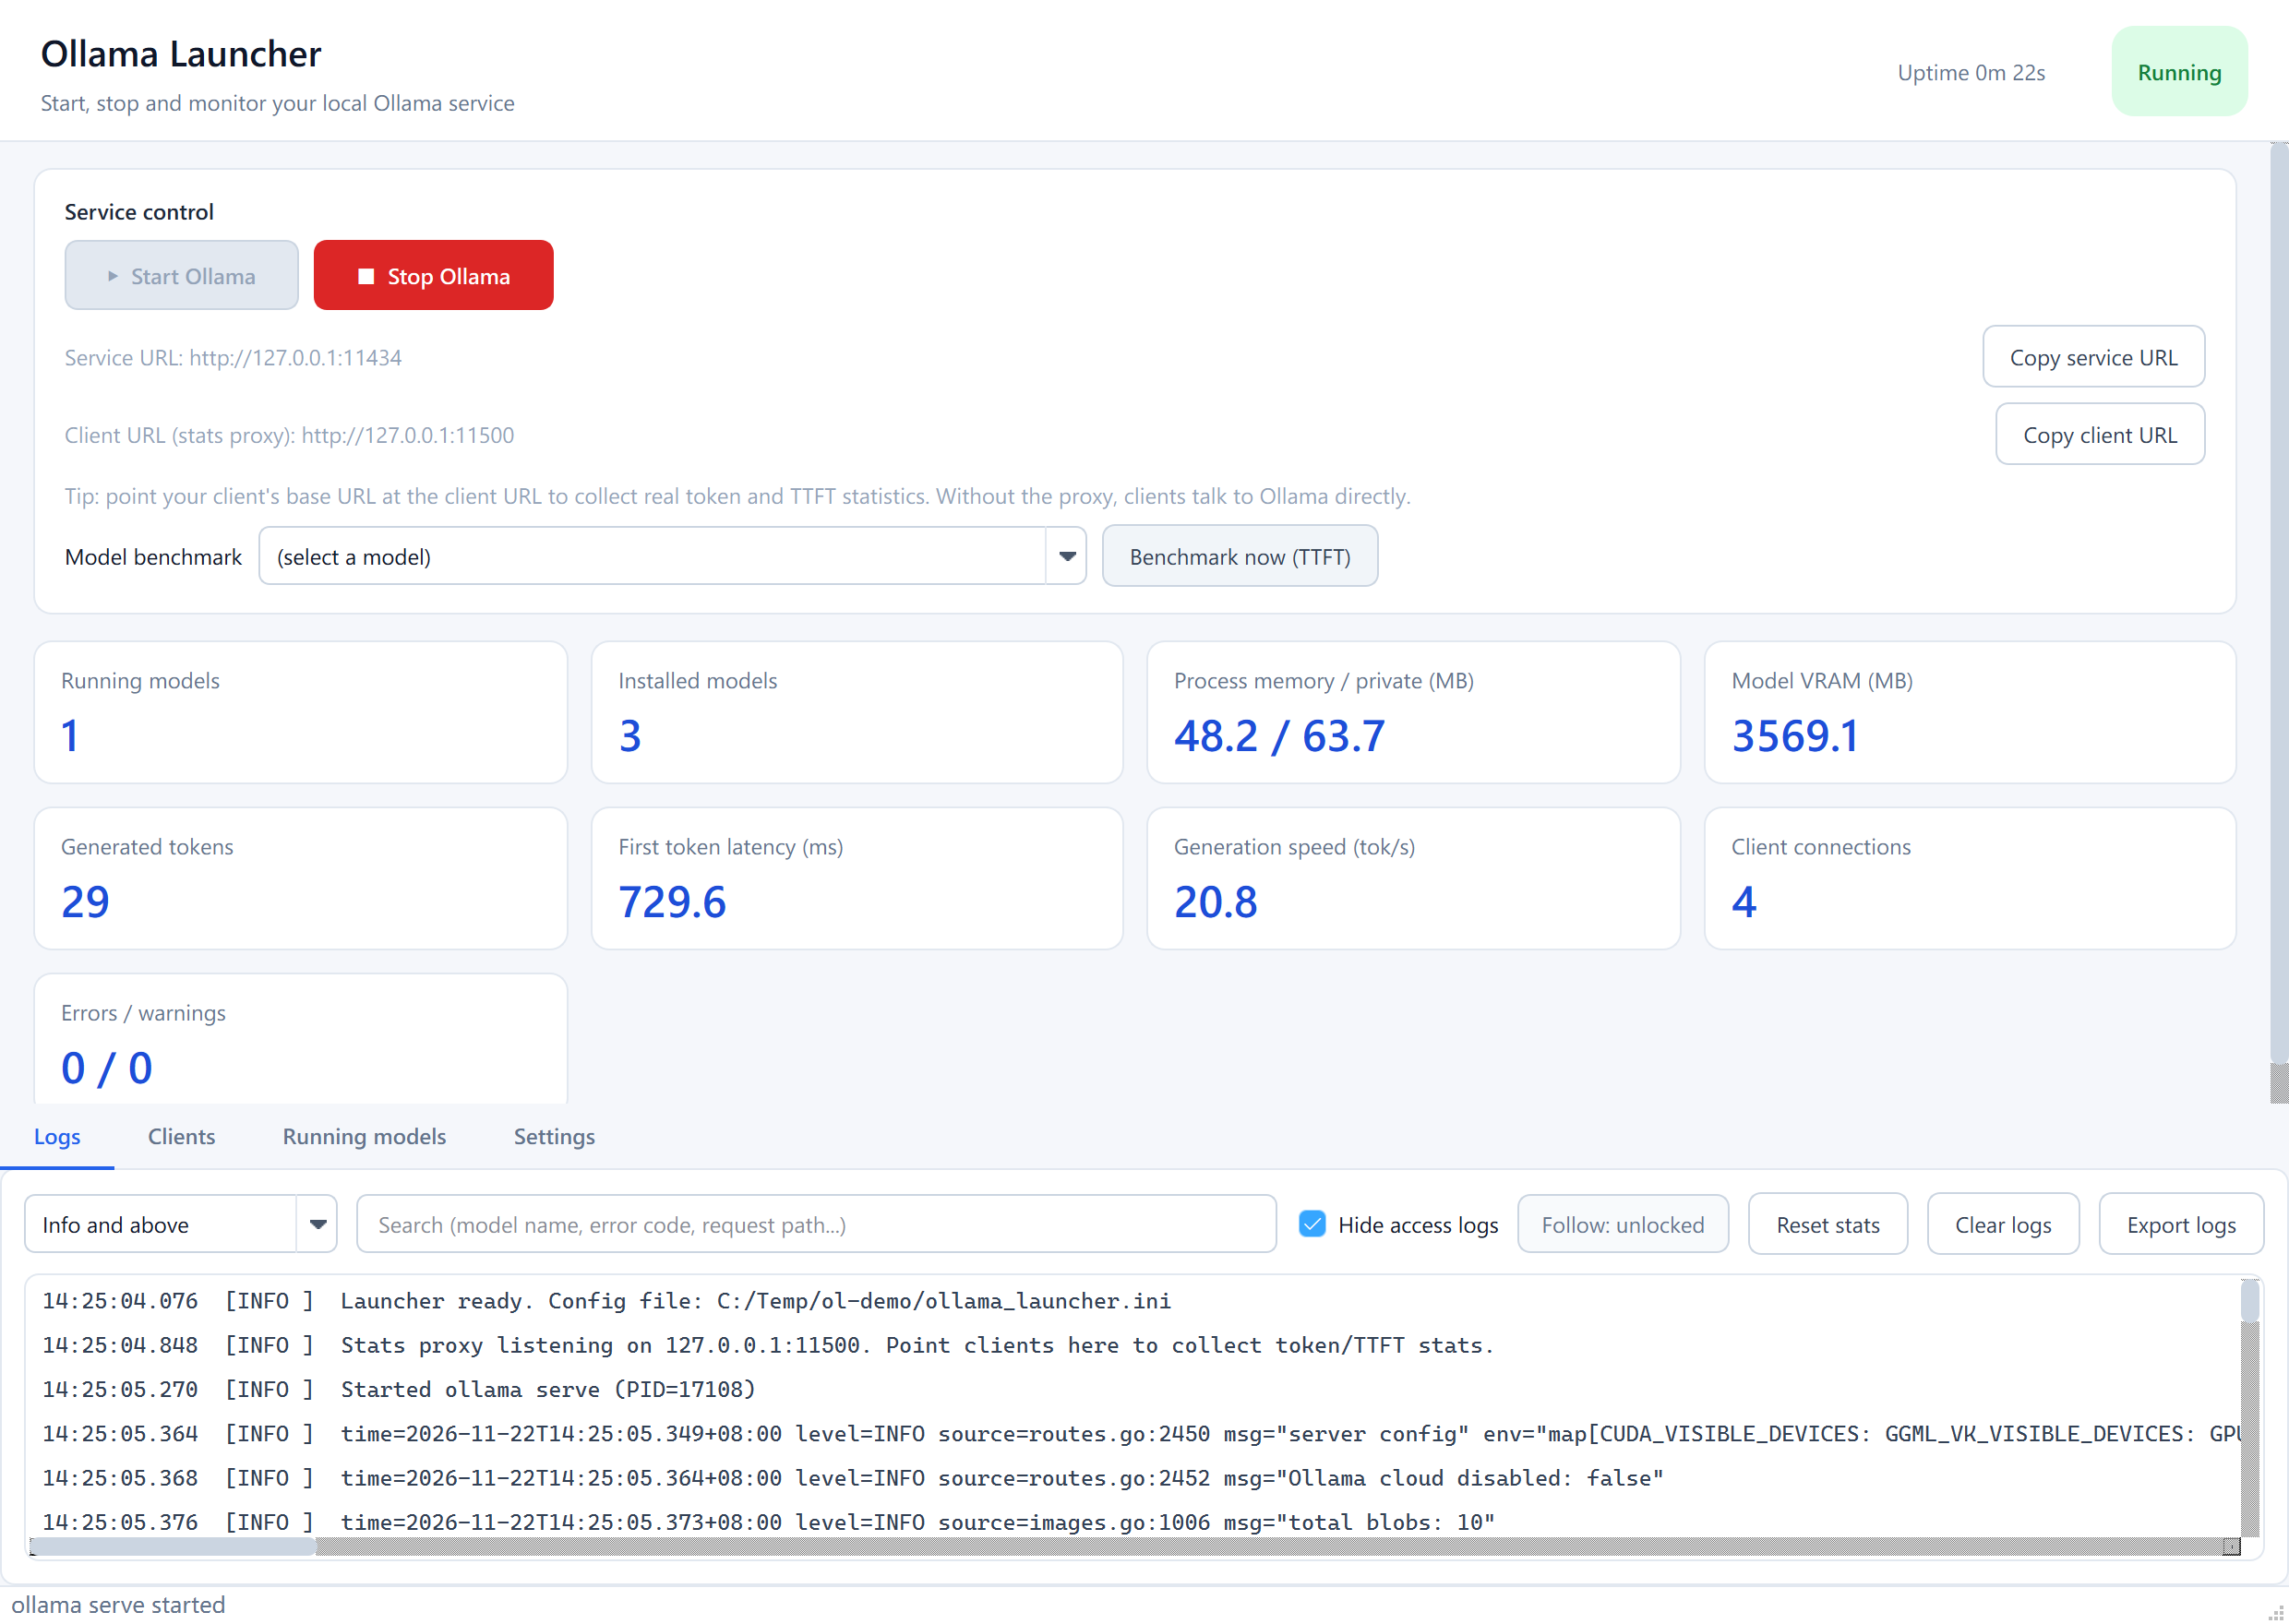 Ollama Launcher
Start, stop and monitor your local Ollama service
Uptime 0m 22s
Running
Service control
Start Ollama
Stop Ollama
Service URL: http://127.0.0.1:11434
Copy service URL
Client URL (stats proxy): http://127.0.0.1:11500
Copy client URL
Tip: point your client's base URL at the client URL to collect real token and TTFT statistics. Without the proxy, clients talk to Ollama directly.
Model benchmark
(select a model)
Benchmark now (TTFT)
Running models
1
Installed models
3
Process memory / private (MB)
48.2 / 63.7
Model VRAM (MB)
3569.1
Generated tokens
29
First token latency (ms)
729.6
Generation speed (tok/s)
20.8
Client connections
4
Errors / warnings
0 / 0
Logs
Clients
Running models
Settings
Info and above
Search (model name, error code, request path...)
Hide access logs
Follow: unlocked
Reset stats
Clear logs
Export logs
14:25:04.076 [INFO ] Launcher ready. Config file: C:/Temp/ol-demo/ollama_launcher.ini
14:25:04.848 [INFO ] Stats proxy listening on 127.0.0.1:11500. Point clients here to collect token/TTFT stats.
14:25:05.270 [INFO ] Started ollama serve (PID=17108)
14:25:05.364 [INFO ] time=2026-11-22T14:25:05.349+08:00 level=INFO source=routes.go:2450 msg="server config" env="map[CUDA_VISIBLE_DEVICES: GGML_VK_VISIBLE_DEVICES: GPU
14:25:05.368 [INFO ] time=2026-11-22T14:25:05.364+08:00 level=INFO source=routes.go:2452 msg="Ollama cloud disabled: false"
14:25:05.376 [INFO ] time=2026-11-22T14:25:05.373+08:00 level=INFO source=images.go:1006 msg="total blobs: 10"
ollama serve started